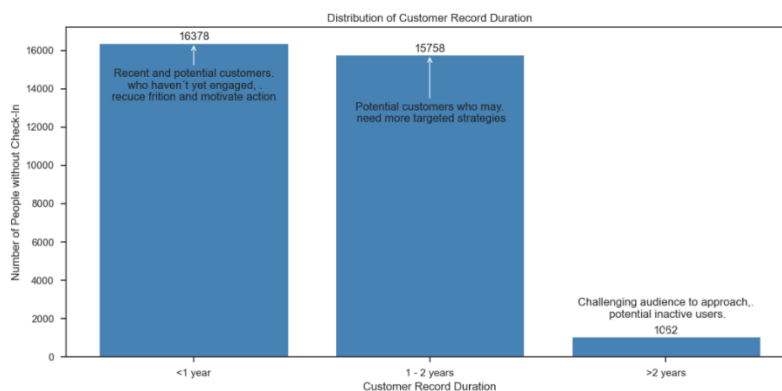 Distribution of Customer Record Duration
16378
15758
16000
Recent and potential customers.
who haven´t yet engaged, .
recuce frition and motivate action
Potential customers who may.
need more targeted strategies
14000
12000
10000
8000
6000
4000
2000
0
Number of People without Check-In
Challenging audience to approach,.
potential inactive users.
1062
<1 year
1 - 2 years
>2 years
Customer Record Duration